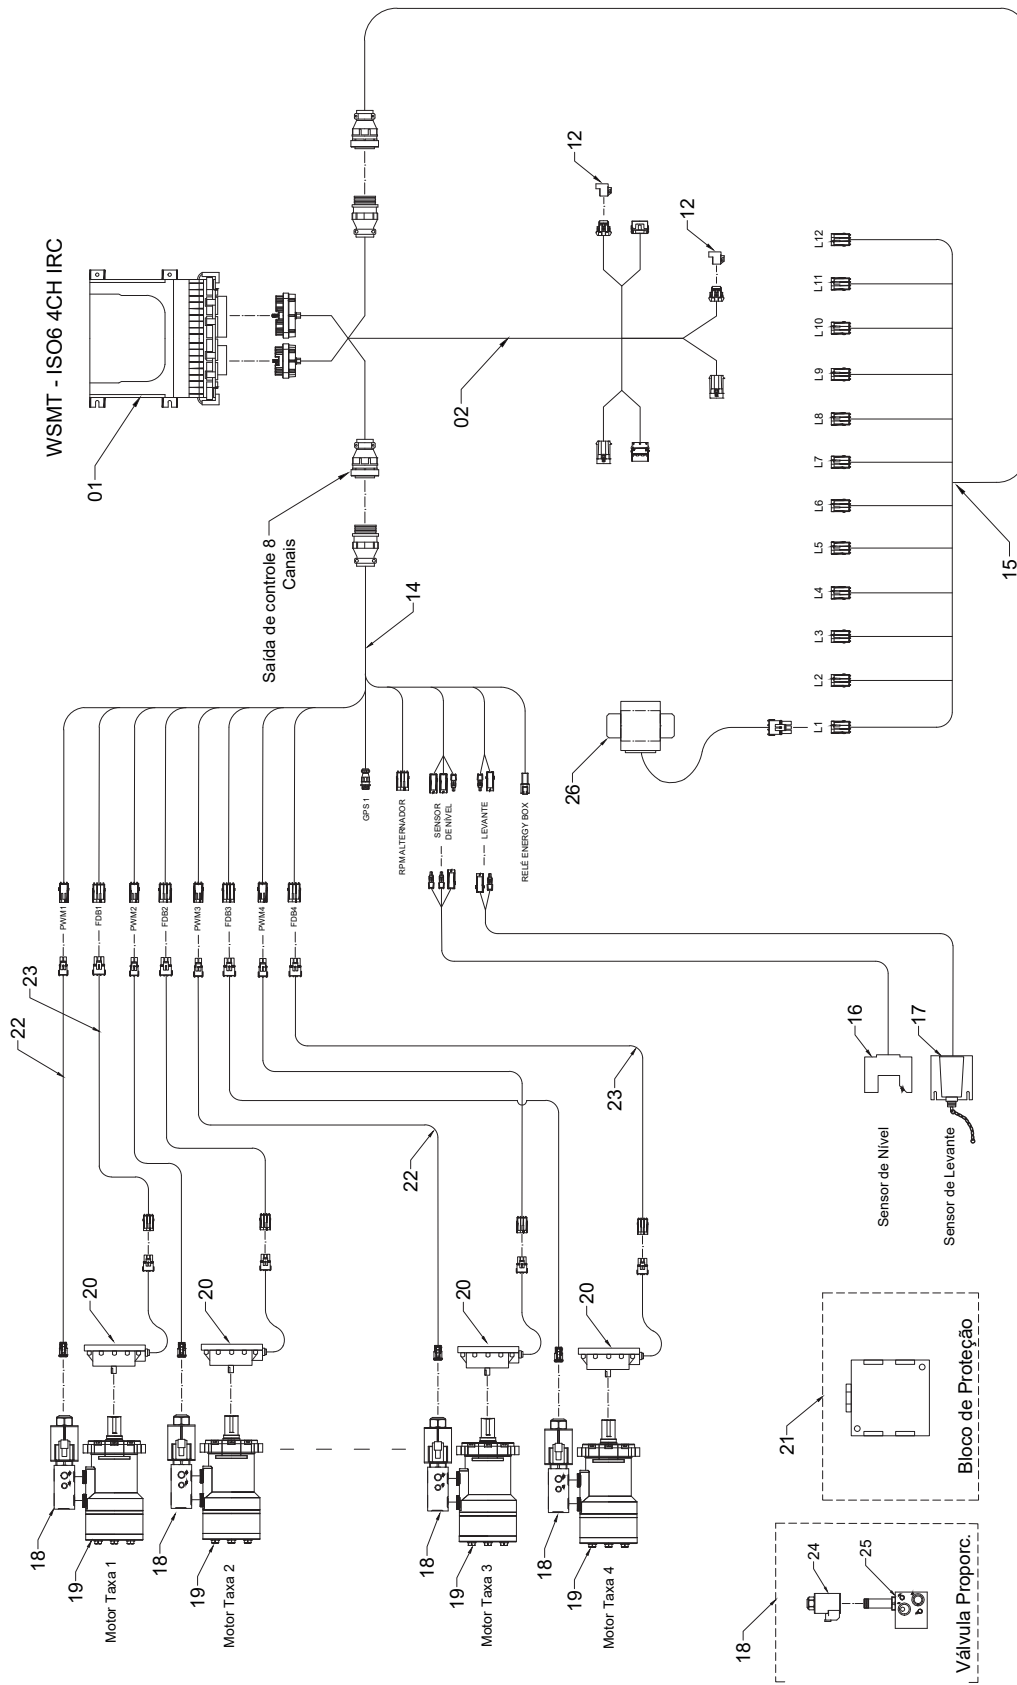 WSMT - ISO6 4CH IRC
01
Saída de controle 8
Canais
02
12
12
14
15
L1
L2
L3
L4
L5
L6
L7
L8
L9
L10
L11
L12
26
GPS1
RPM ALTERNADOR
SENSOR
DE NÍVEL
LEVANTE
RELÉ ENERGY BOX
PWM1
FDB1
PWM2
FDB2
PWM3
FDB3
PWM4
FDB4
22
23
22
23
16
Sensor de Nível
17
Sensor de Levante
20
20
20
20
18
19
Motor Taxa 1
18
19
Motor Taxa 2
18
19
Motor Taxa 3
18
19
Motor Taxa 4
21
Bloco de Proteção
18
24
25
Válvula Proporc.